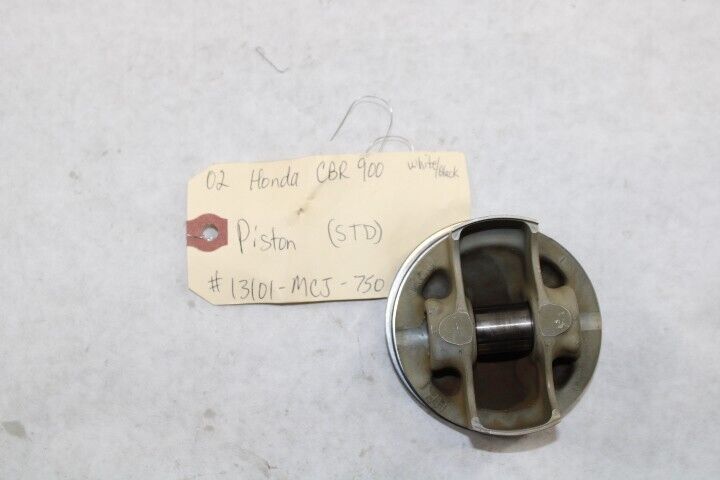 02 Honda CBR 900 white/black
Piston (STD)
# 13101-MCJ-750